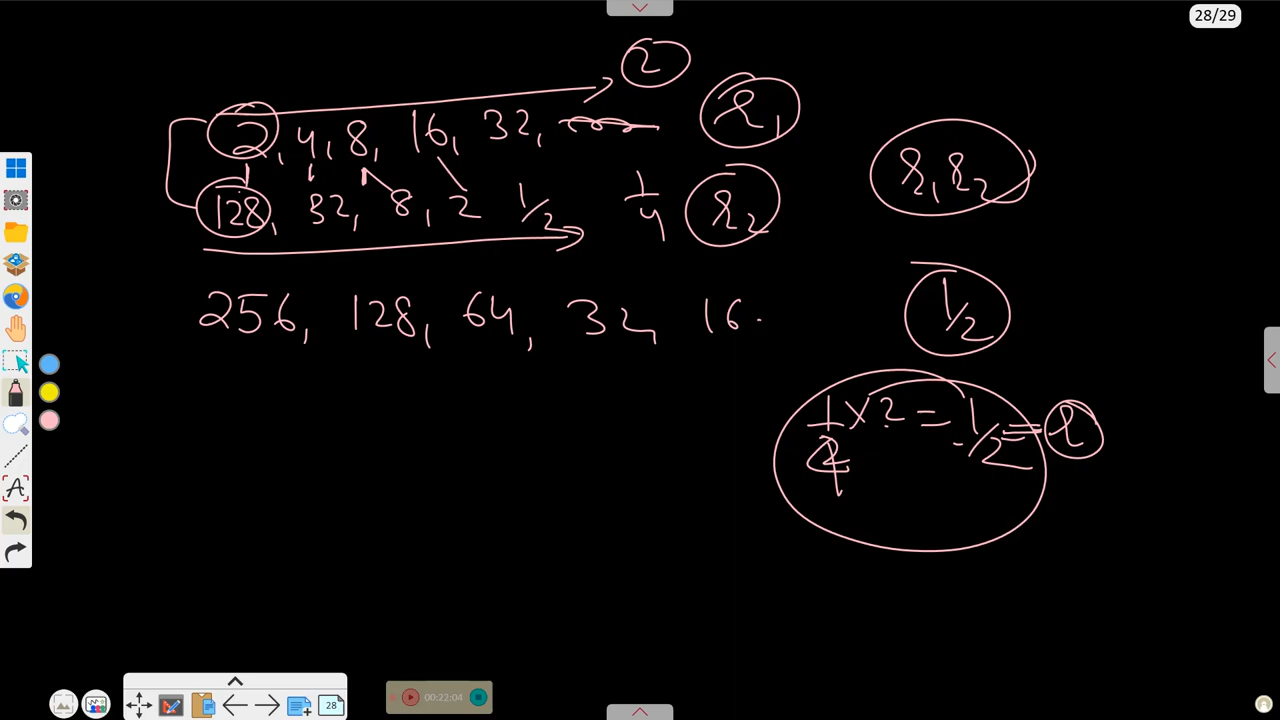 28/29
2
2, 4, 8, 16, 32, r1
128, 32, 8, 2 1/2 1/4 r2
r1 r2
256, 128, 64, 32, 16.
1/2
1/4 × 2 = 1/2 = r
00:22:04
28